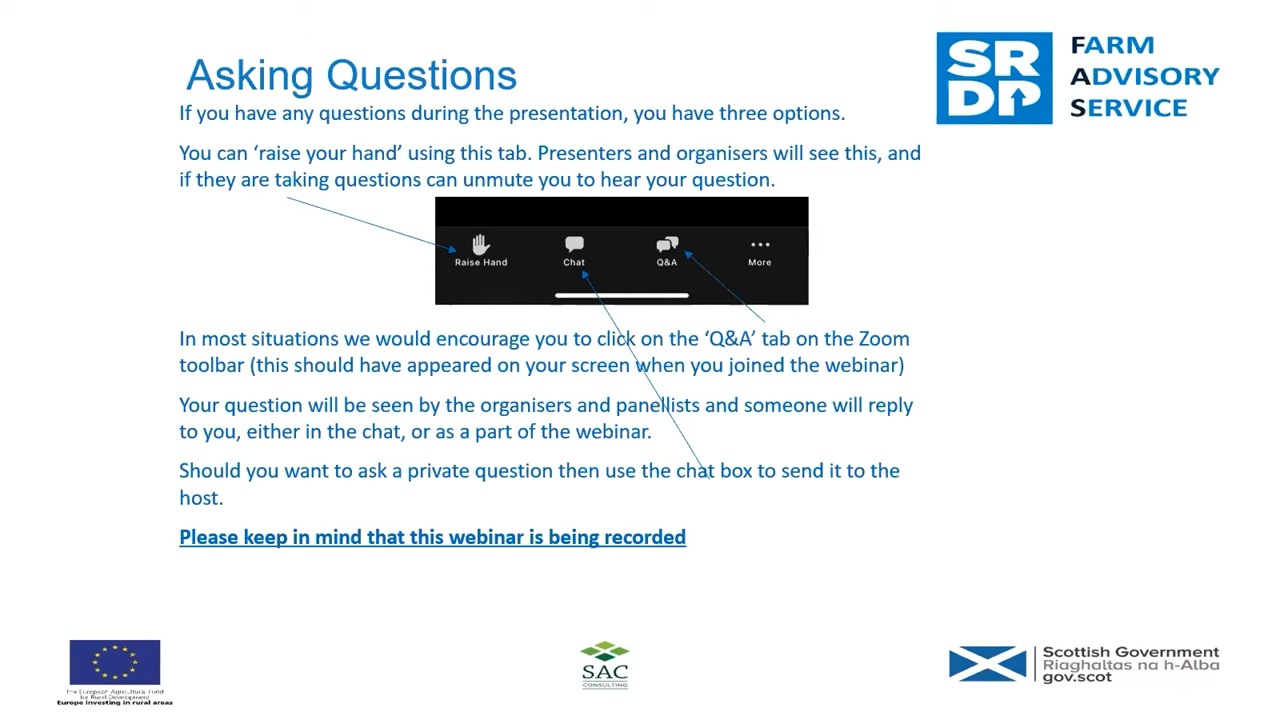 Asking Questions
If you have any questions during the presentation, you have three options.
You can ‘raise your hand’ using this tab. Presenters and organisers will see this, and
if they are taking questions can unmute you to hear your question.
Raise Hand
Chat
Q&A
More
In most situations we would encourage you to click on the ‘Q&A’ tab on the Zoom
toolbar (this should have appeared on your screen when you joined the webinar)
Your question will be seen by the organisers and panellists and someone will reply
to you, either in the chat, or as a part of the webinar.
Should you want to ask a private question then use the chat box to send it to the
host.
Please keep in mind that this webinar is being recorded
SR
DP
FARM
ADVISORY
SERVICE
The European Agricultural Fund
for Rural Development
Europe investing in rural areas
SAC
CONSULTING
Scottish Government
Riaghaltas na h-Alba
gov.scot